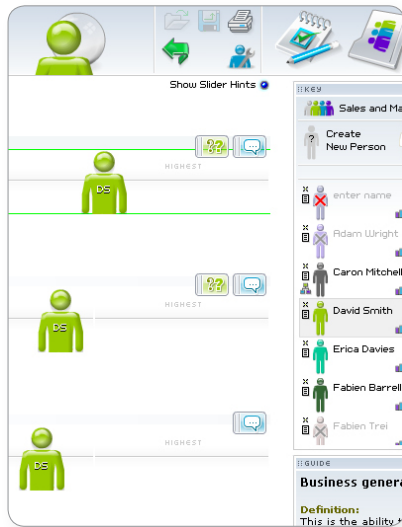 Show Slider Hints
KEY
Sales and Ma
Create
New Person
??
HIGHEST
DS
enter name
Adam Wright
Caron Mitchell
??
HIGHEST
David Smith
DS
Erica Davies
Fabien Barrell
HIGHEST
Fabien Trei
DS
GUIDE
Business genera
Definition:
This is the ability t